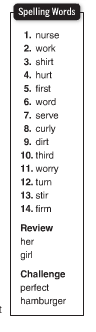 Spelling Words
1. nurse
2. work
3. shirt
4. hurt
5. first
6. word
7. serve
8. curly
9. dirt
10. third
11. worry
12. turn
13. stir
14. firm
Review
her
girl
Challenge
perfect
hamburger